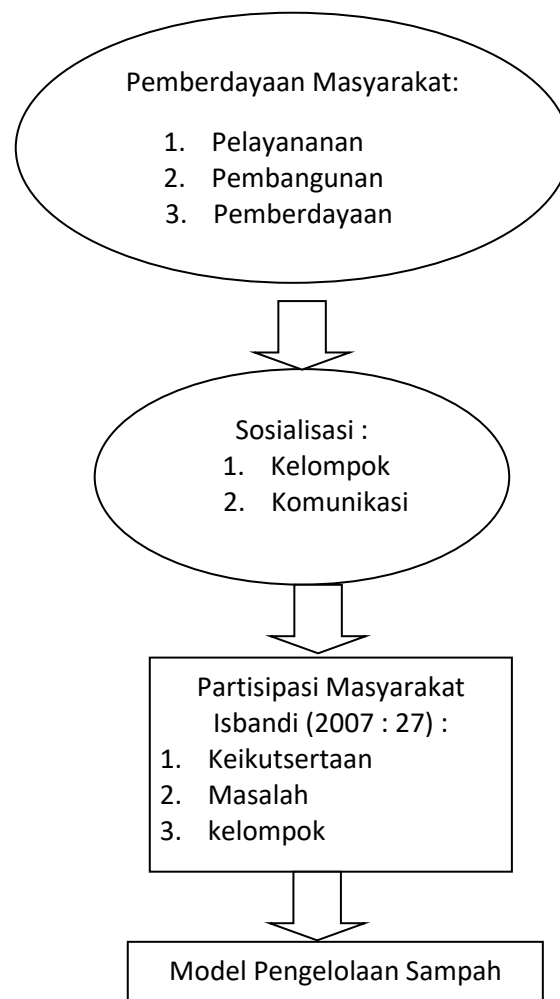 Pemberdayaan Masyarakat:
1. Pelayananan
2. Pembangunan
3. Pemberdayaan
Sosialisasi :
1. Kelompok
2. Komunikasi
Partisipasi Masyarakat
Isbandi (2007 : 27) :
1. Keikutsertaan
2. Masalah
3. kelompok
Model Pengelolaan Sampah